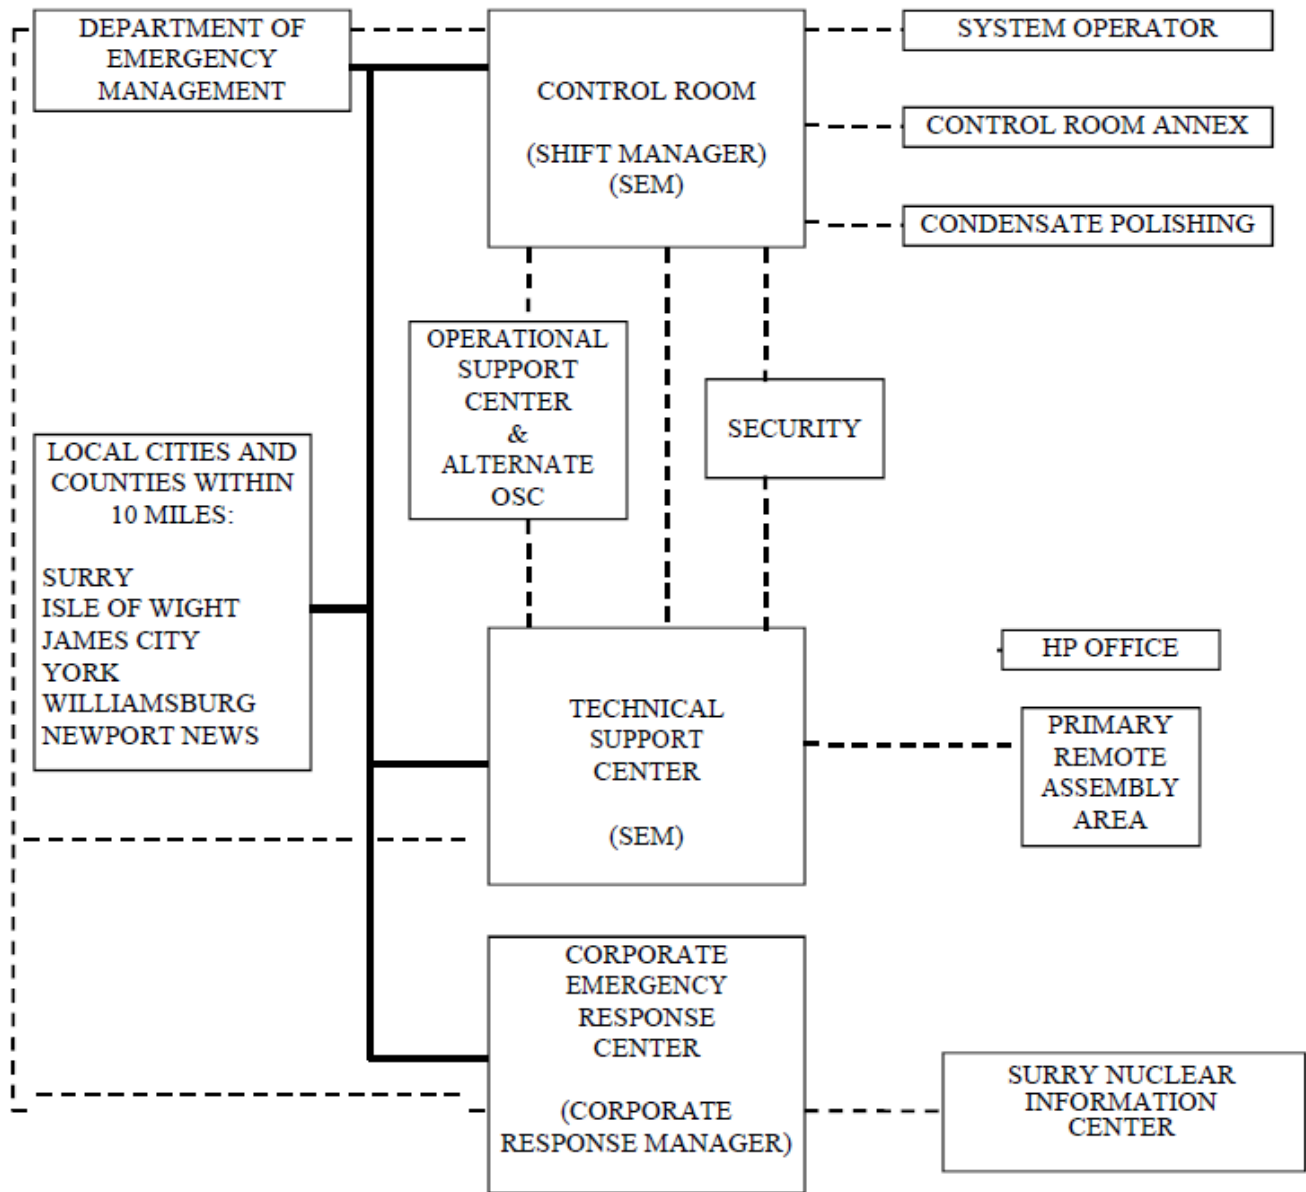 DEPARTMENT OF
EMERGENCY
MANAGEMENT
CONTROL ROOM
(SHIFT MANAGER)
(SEM)
SYSTEM OPERATOR
CONTROL ROOM ANNEX
CONDENSATE POLISHING
OPERATIONAL
SUPPORT
CENTER
&
ALTERNATE
OSC
SECURITY
LOCAL CITIES AND
COUNTIES WITHIN
10 MILES:
SURRY
ISLE OF WIGHT
JAMES CITY
YORK
WILLIAMSBURG
NEWPORT NEWS
TECHNICAL
SUPPORT
CENTER
(SEM)
HP OFFICE
PRIMARY
REMOTE
ASSEMBLY
AREA
CORPORATE
EMERGENCY
RESPONSE
CENTER
(CORPORATE
RESPONSE MANAGER)
SURRY NUCLEAR
INFORMATION
CENTER